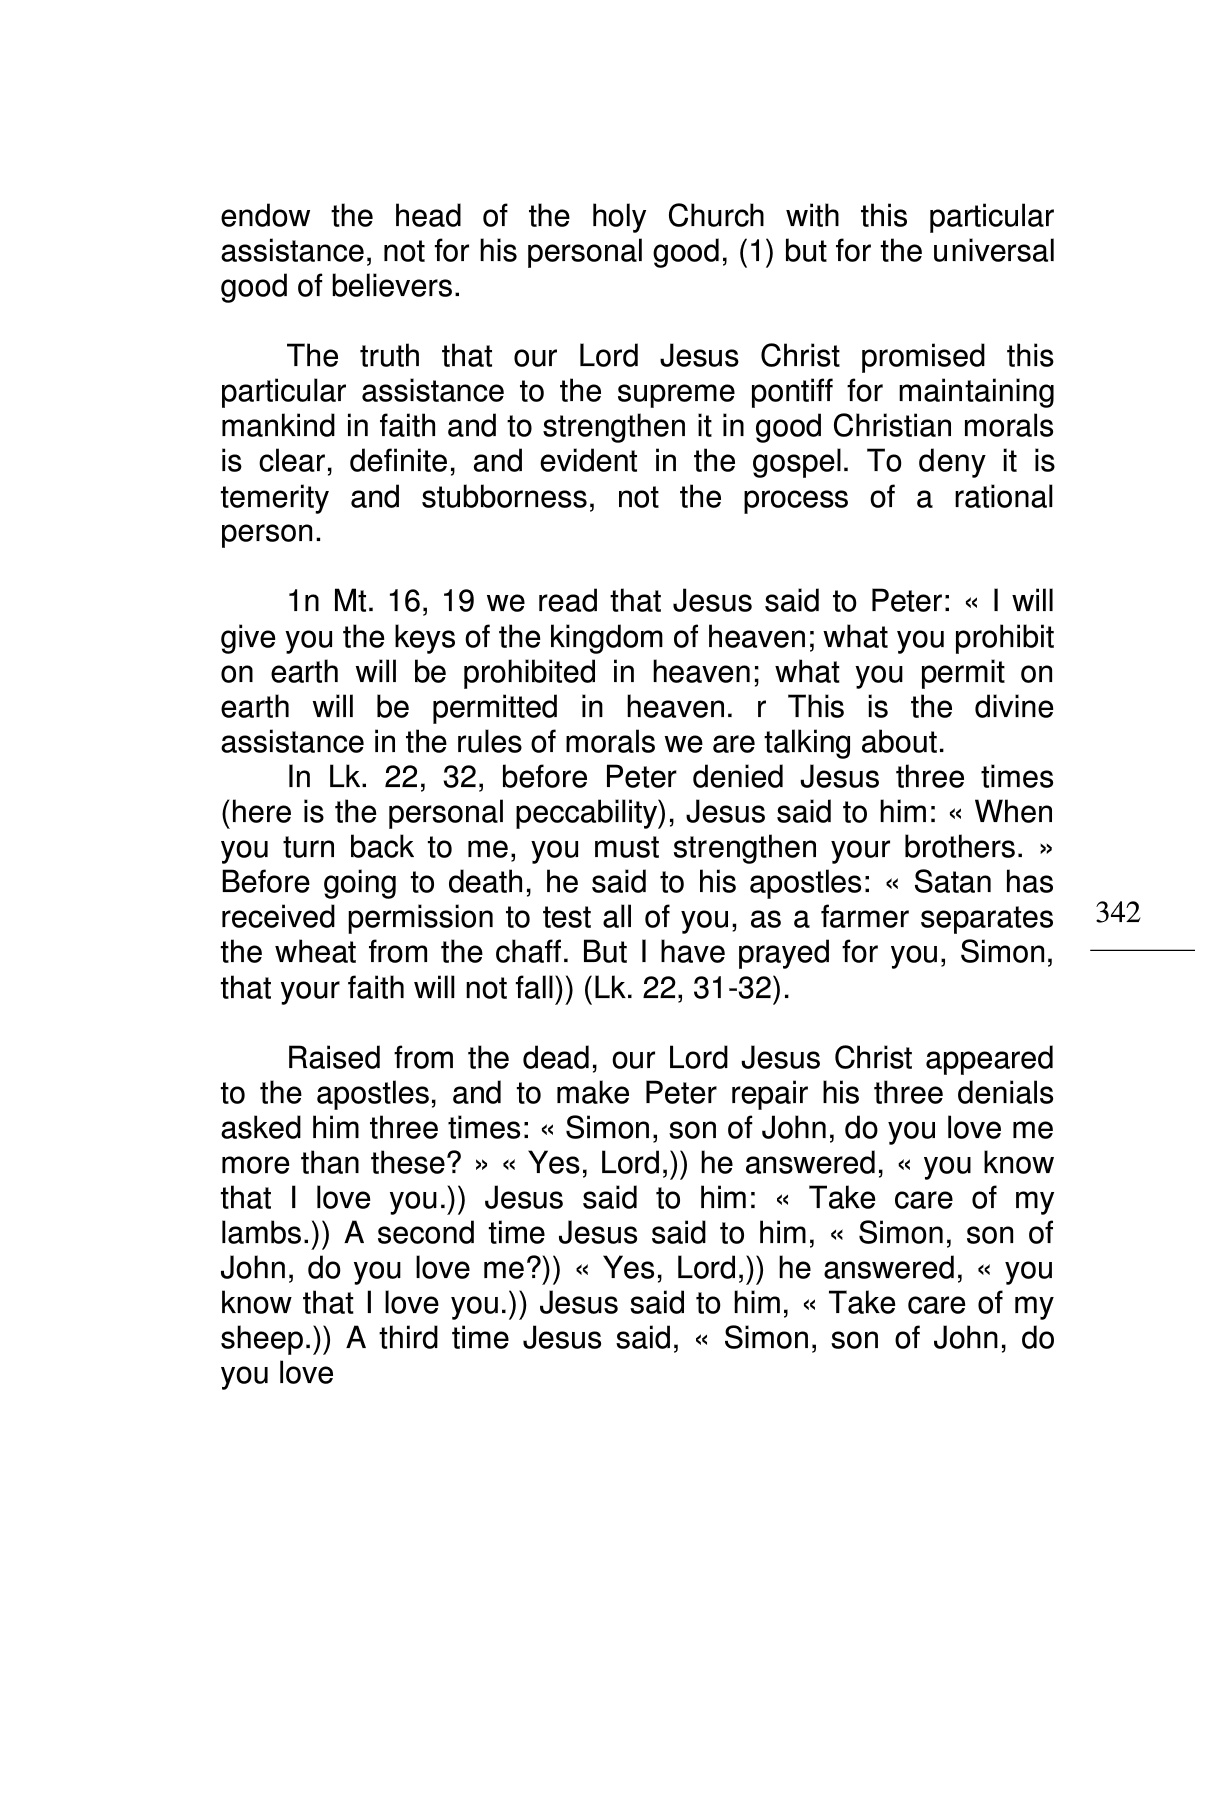 endow the head of the holy Church with this particular
assistance, not for his personal good, (1) but for the universal
good of believers.
The truth that our Lord Jesus Christ promised this
particular assistance to the supreme pontiff for maintaining
mankind in faith and to strengthen it in good Christian morals
is clear, definite, and evident in the gospel. To deny it is
temerity and stubborness, not the process of a rational
person.
1n Mt. 16, 19 we read that Jesus said to Peter: « I will
give you the keys of the kingdom of heaven; what you prohibit
on earth will be prohibited in heaven; what you permit on
earth will be permitted in heaven. r This is the divine
assistance in the rules of morals we are talking about.
In Lk. 22, 32, before Peter denied Jesus three times
(here is the personal peccability), Jesus said to him: « When
you turn back to me, you must strengthen your brothers. »
Before going to death, he said to his apostles: « Satan has
received permission to test all of you, as a farmer separates
the wheat from the chaff. But I have prayed for you, Simon,
that your faith will not fall)) (Lk. 22, 31-32).
342
Raised from the dead, our Lord Jesus Christ appeared
to the apostles, and to make Peter repair his three denials
asked him three times: « Simon, son of John, do you love me
more than these? » « Yes, Lord,)) he answered, « you know
that I love you.)) Jesus said to him: « Take care of my
lambs.)) A second time Jesus said to him, « Simon, son of
John, do you love me?)) « Yes, Lord,)) he answered, « you
know that I love you.)) Jesus said to him, « Take care of my
sheep.)) A third time Jesus said, « Simon, son of John, do
you love